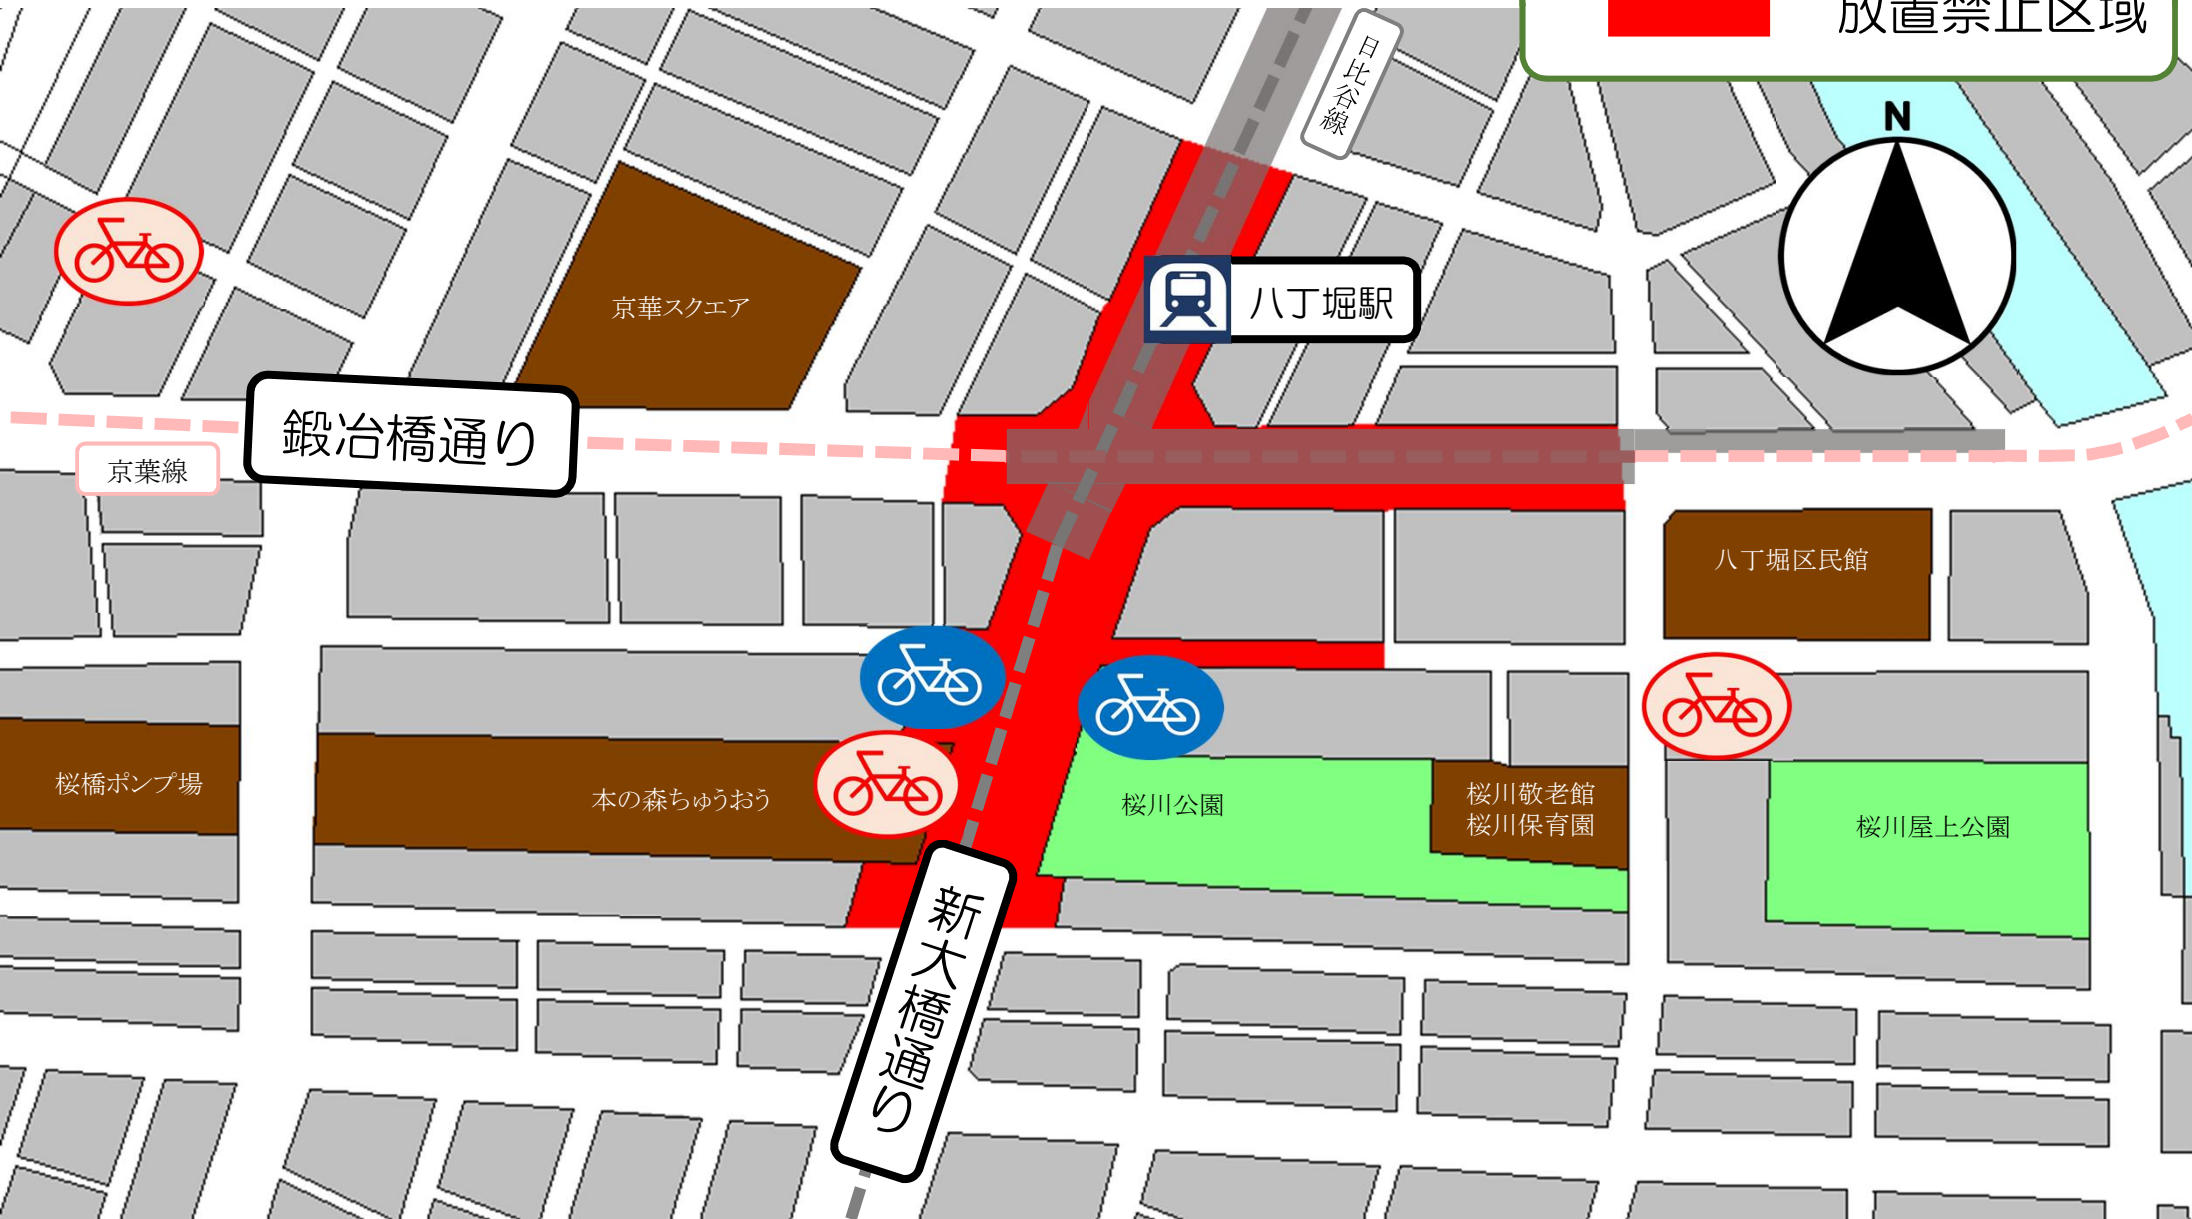 放置禁止区域
日比谷線
N
京華スクエア
八丁堀駅
鍛冶橋通り
京葉線
八丁堀区民館
桜橋ポンプ場
本の森ちゅうおう
桜川公園
桜川敬老館
桜川保育園
桜川屋上公園
新大橋通り